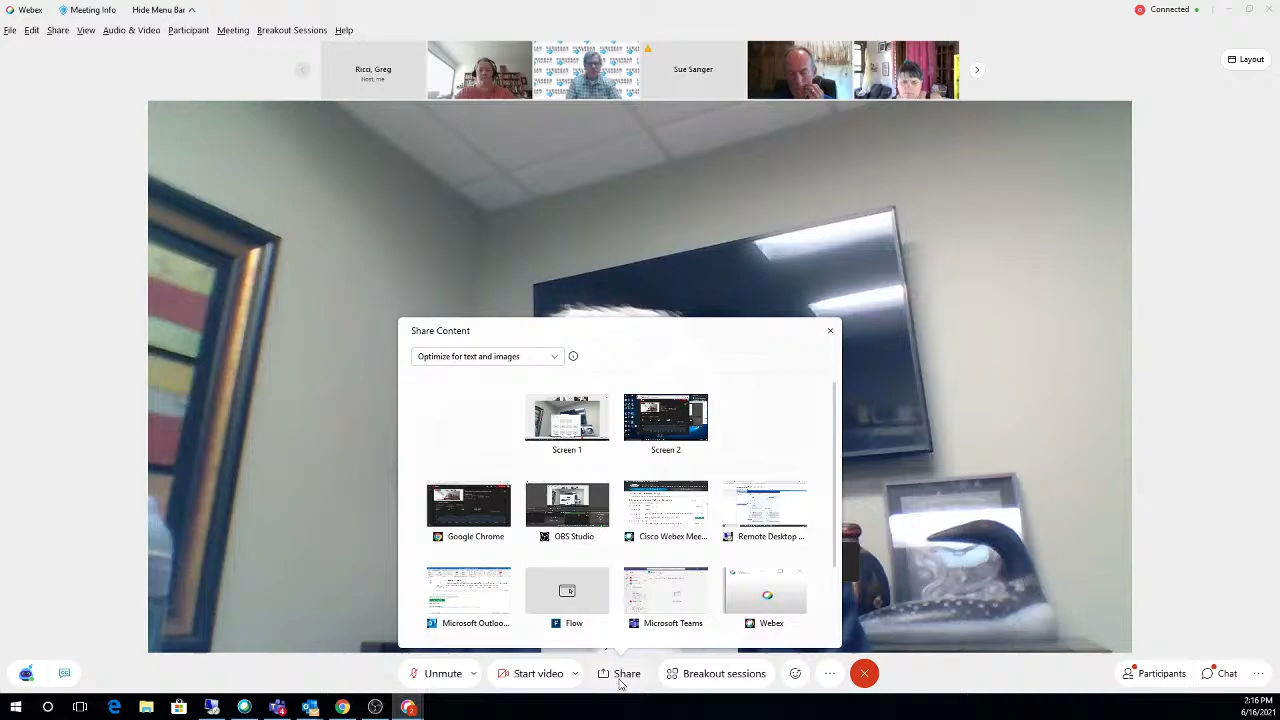 Webex Meeting Info Hide Menu Bar Connected
File Edit Share View Audio & Video Participant Meeting Breakout Sessions Help
Host, me
Sue Sanger
Layout
Share Content
Optimize for text and images
Screen 1 Screen 2
Google Chrome OBS Studio Cisco Webex Mee... Remote Desktop ...
Microsoft Outloo... Flow Microsoft Teams Webex
Unmute Start video Share Breakout sessions Participants Chat
2:16 PM
6/16/2021